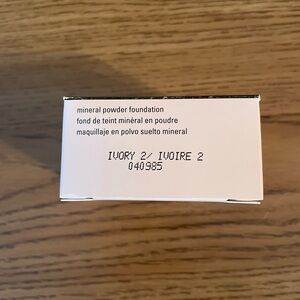 mineral powder foundation
fond de teint minéral en poudre
maquillaje en polvo suelto mineral
IVORY 2/ IVOIRE 2
040985